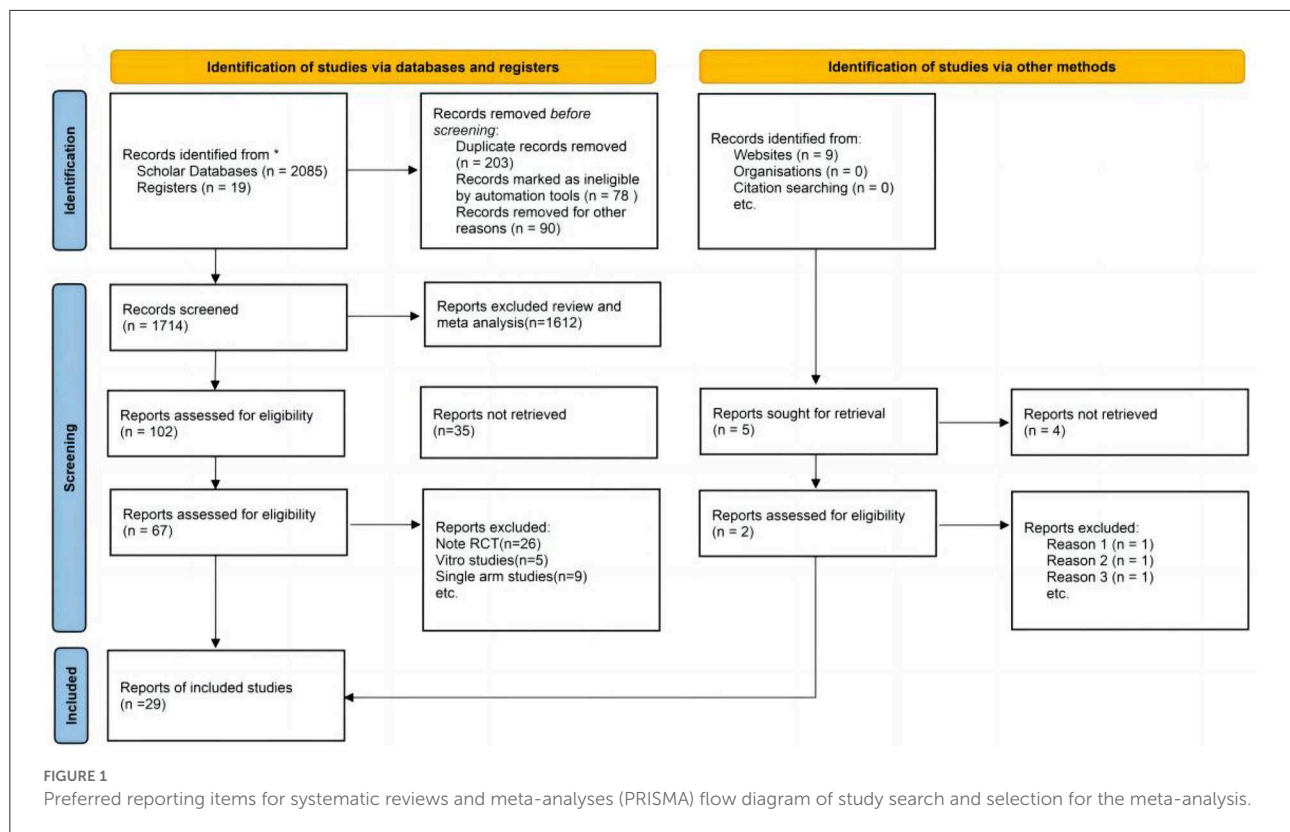 Identification of studies via databases and registers
Identification of studies via other methods
Identification
Records identified from *
Scholar Databases (n = 2085)
Registers (n = 19)
Records removed before
screening:
Duplicate records removed
(n = 203)
Records marked as ineligible
by automation tools (n = 78 )
Records removed for other
reasons (n = 90)
Records identified from:
Websites (n = 9)
Organisations (n = 0)
Citation searching (n = 0)
etc.
Screening
Records screened
(n = 1714)
Reports excluded review and
meta analysis(n=1612)
Reports assessed for eligibility
(n = 102)
Reports not retrieved
(n=35)
Reports sought for retrieval
(n = 5)
Reports not retrieved
(n = 4)
Reports assessed for eligibility
(n = 67)
Reports excluded:
Note RCT(n=26)
Vitro studies(n=5)
Single arm studies(n=9)
etc.
Reports assessed for eligibility
(n = 2)
Reports excluded:
Reason 1 (n = 1)
Reason 2 (n = 1)
Reason 3 (n = 1)
etc.
Included
Reports of included studies
(n =29)
FIGURE 1
Preferred reporting items for systematic reviews and meta-analyses (PRISMA) flow diagram of study search and selection for the meta-analysis.